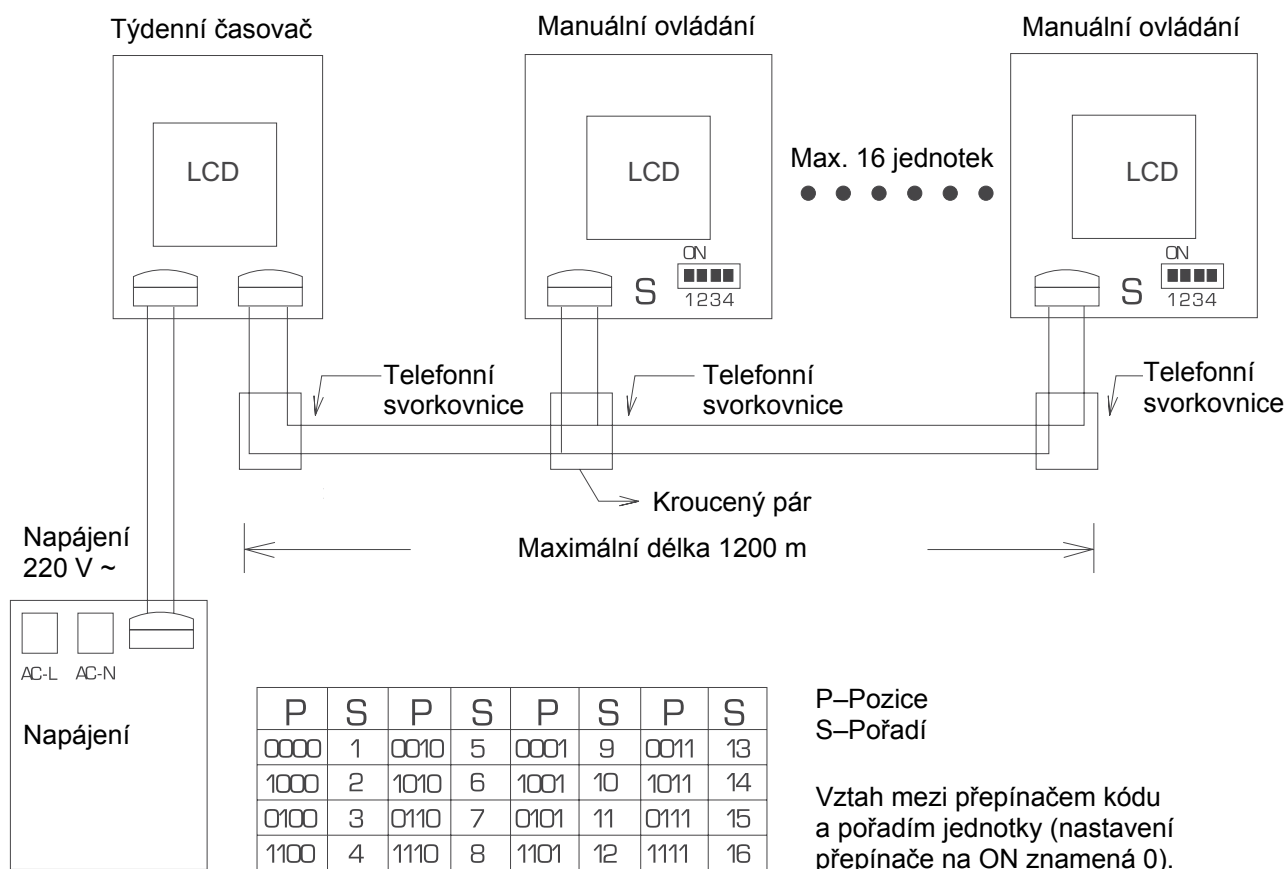 Týdenní časovač
Manuální ovládání
Manuální ovládání
LCD
LCD
Max. 16 jednotek
LCD
ON
S
1234
ON
S
1234
Telefonní
svorkovnice
Telefonní
svorkovnice
Telefonní
svorkovnice
Kroucený pár
Maximální délka 1200 m
Napájení
220 V ~
AC-L AC-N
Napájení
P S P S P S P S
0000 1 0010 5 0001 9 0011 13
1000 2 1010 6 1001 10 1011 14
0100 3 0110 7 0101 11 0111 15
1100 4 1110 8 1101 12 1111 16
P–Pozice
S–Pořadí
Vztah mezi přepínačem kódu
a pořadím jednotky (nastavení
přepínače na ON znamená 0).